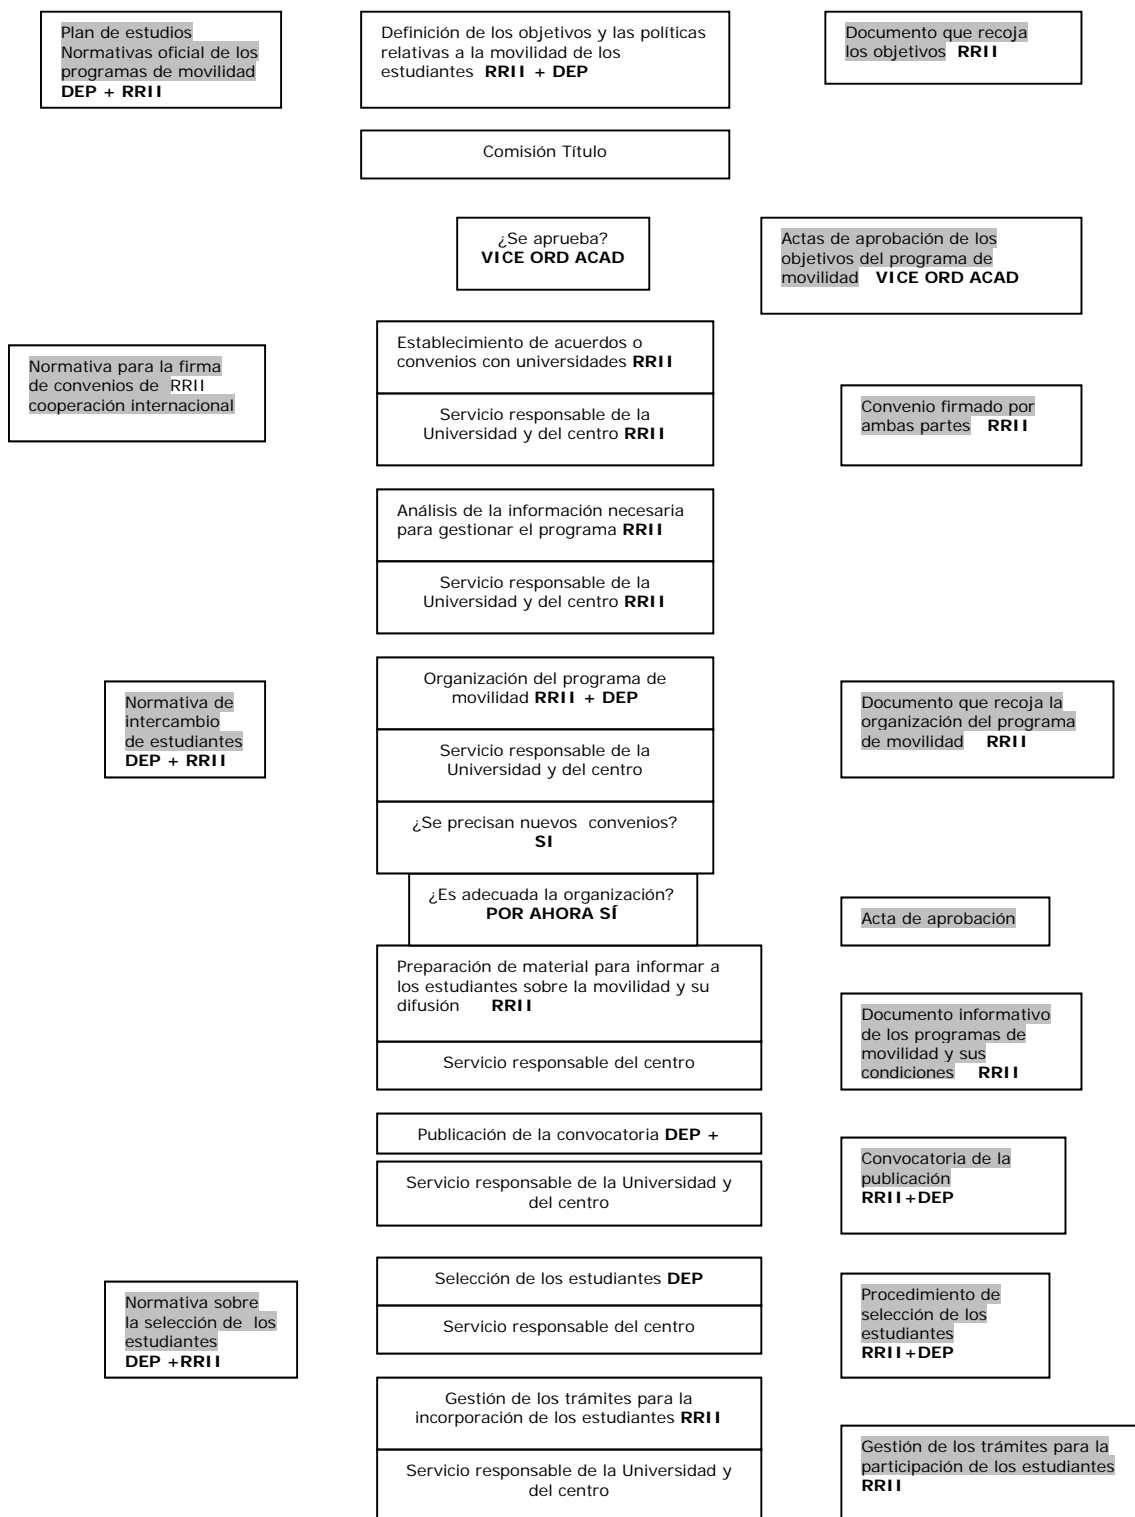 Plan de estudios
Normativas oficial de los
programas de movilidad
DEP + RRII
Definición de los objetivos y las políticas
relativas a la movilidad de los
estudiantes RRII + DEP
Documento que recoja
los objetivos RRII
Comisión Título
¿Se aprueba?
VICE ORD ACAD
Actas de aprobación de los
objetivos del programa de
movilidad VICE ORD ACAD
Establecimiento de acuerdos o
convenios con universidades RRII
Servicio responsable de la
Universidad y del centro RRII
Normativa para la firma
de convenios de RRII
cooperación internacional
Convenio firmado por
ambas partes RRII
Análisis de la información necesaria
para gestionar el programa RRII
Servicio responsable de la
Universidad y del centro RRII
Organización del programa de
movilidad RRII + DEP
Servicio responsable de la
Universidad y del centro
¿Se precisan nuevos convenios?
SI
Normativa de
intercambio
de estudiantes
DEP + RRII
Documento que recoja la
organización del programa
de movilidad RRII
¿Es adecuada la organización?
POR AHORA SÍ
Acta de aprobación
Preparación de material para informar a
los estudiantes sobre la movilidad y su
difusión RRII
Servicio responsable del centro
Documento informativo
de los programas de
movilidad y sus
condiciones RRII
Publicación de la convocatoria DEP +
Servicio responsable de la Universidad y
del centro
Convocatoria de la
publicación
RRII+DEP
Selección de los estudiantes DEP
Servicio responsable del centro
Normativa sobre
la selección de los
estudiantes
DEP +RRII
Procedimiento de
selección de los
estudiantes
RRII+DEP
Gestión de los trámites para la
incorporación de los estudiantes RRII
Servicio responsable de la Universidad y
del centro
Gestión de los trámites para la
participación de los estudiantes
RRII